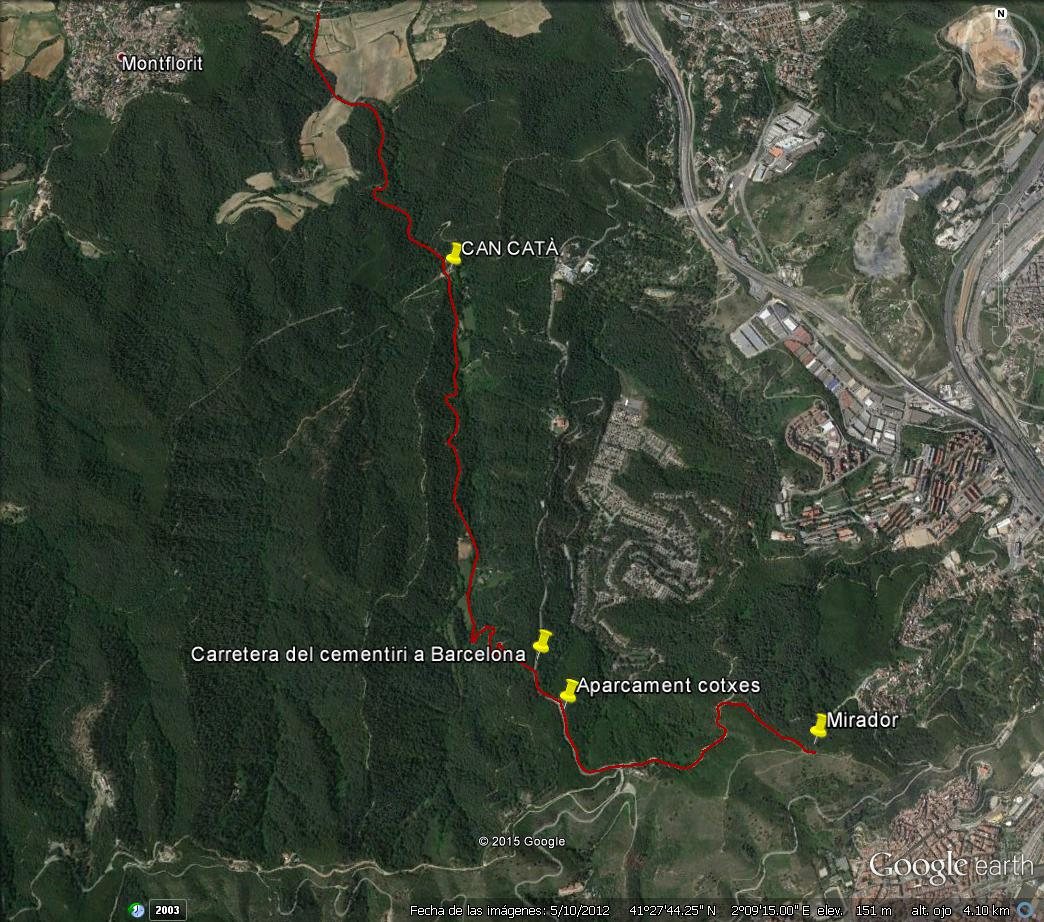 N
Montflorit
CAN CATÀ
Carretera del cementiri a Barcelona
Aparcament cotxes
Mirador
© 2015 Google
Google earth
2003
Fecha de las imágenes: 5/10/2012 41°27'44.25" N 2°09'15.00" E elev. 151 m alt. ojo 4.10 km